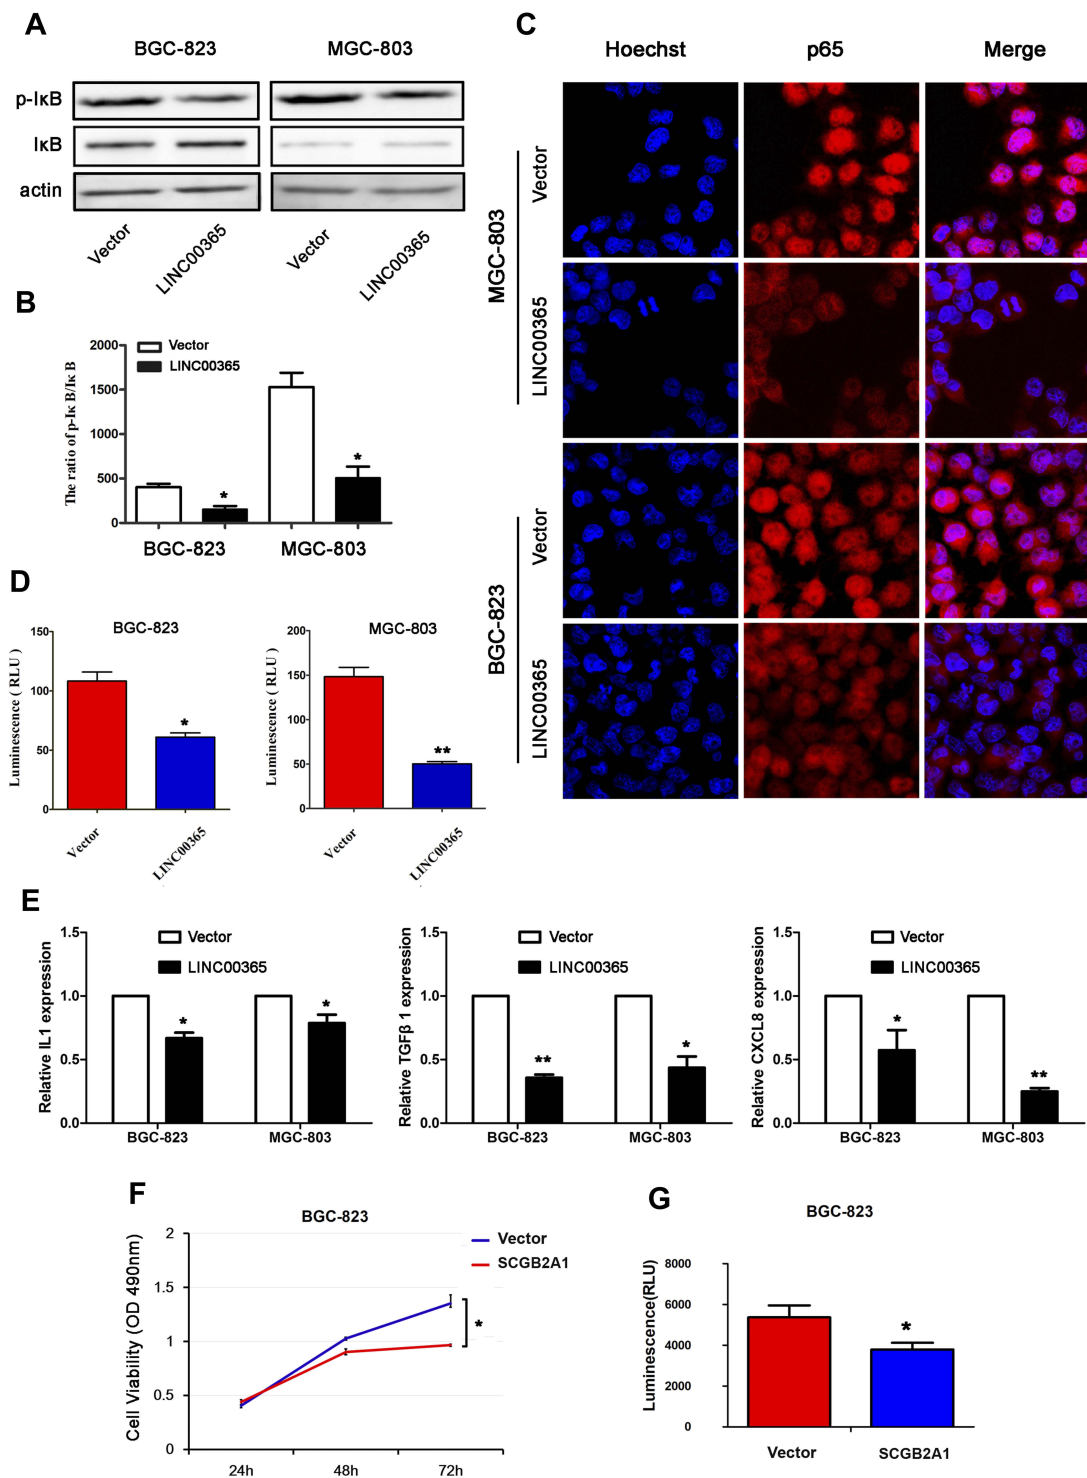 A
BGC-823 MGC-803
p-IκB
IκB
actin
Vector LINC00365 Vector LINC00365
B
The ratio of p-Iκ B/Iκ B
2000
1500
1000
500
0
Vector
LINC00365
*
*
BGC-823 MGC-803
C
Hoechst p65 Merge
MGC-803
Vector
LINC00365
BGC-823
Vector
LINC00365
D
BGC-823
Luminescence ( RLU )
150
100
50
0
*
Vector LINC00365
MGC-803
Luminescence ( RLU )
200
150
100
50
0
**
Vector LINC00365
E
Relative IL1 expression
1.5
1.0
0.5
0.0
Vector
LINC00365
*
*
BGC-823 MGC-803
Relative TGFβ 1 expression
1.5
1.0
0.5
0.0
Vector
LINC00365
**
*
BGC-823 MGC-803
Relative CXCL8 expression
1.5
1.0
0.5
0.0
Vector
LINC00365
*
**
BGC-823 MGC-803
F
BGC-823
Cell Viability (OD 490nm)
2
1.5
1
0.5
0
Vector
SCGB2A1
*
24h 48h 72h
G
BGC-823
Luminescence(RLU)
8000
6000
4000
2000
0
*
Vector SCGB2A1